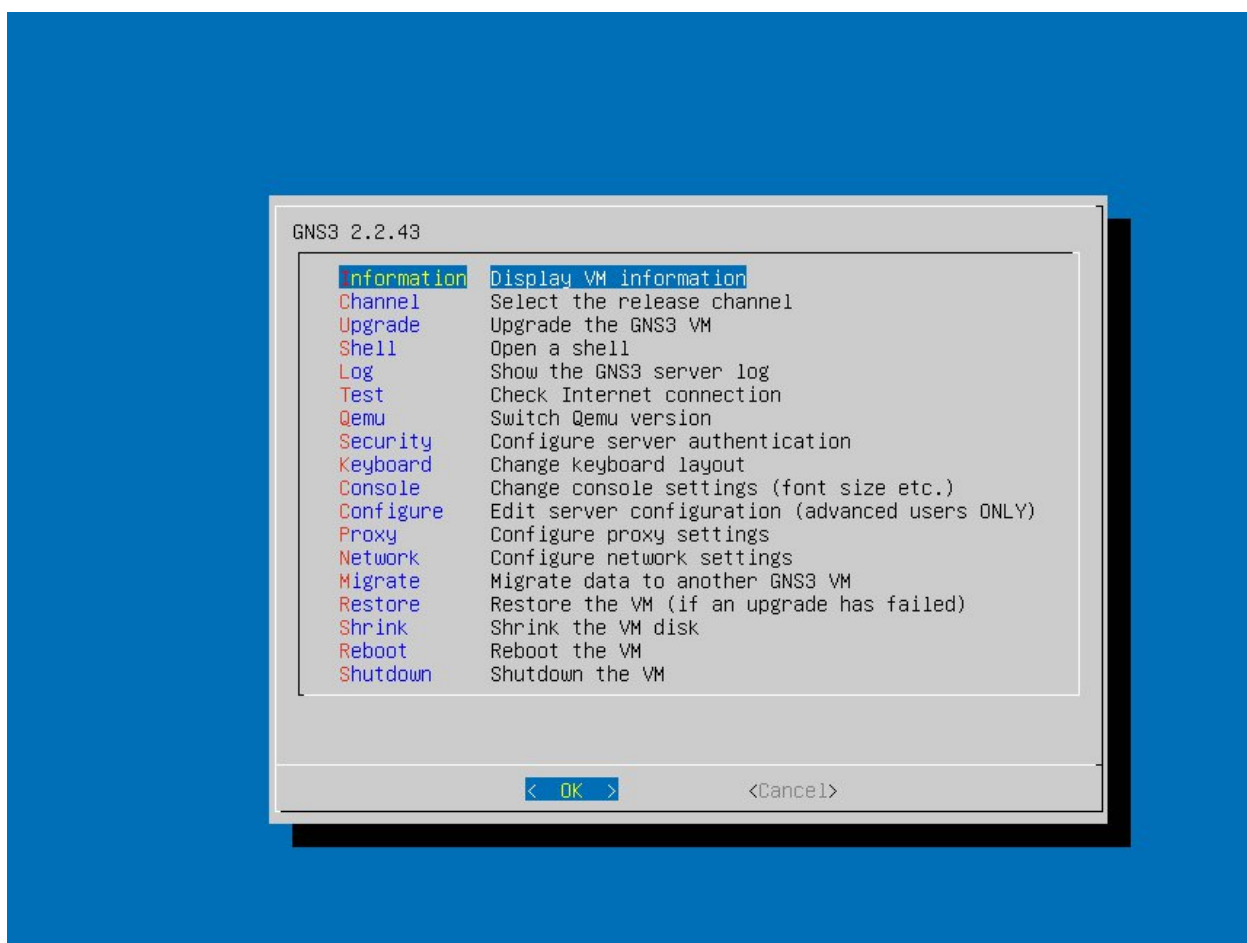 GNS3 2.2.43
Information Display VM information
Channel Select the release channel
Upgrade Upgrade the GNS3 VM
Shell Open a shell
Log Show the GNS3 server log
Test Check Internet connection
Qemu Switch Qemu version
Security Configure server authentication
Keyboard Change keyboard layout
Console Change console settings (font size etc.)
Configure Edit server configuration (advanced users ONLY)
Proxy Configure proxy settings
Network Configure network settings
Migrate Migrate data to another GNS3 VM
Restore Restore the VM (if an upgrade has failed)
Shrink Shrink the VM disk
Reboot Reboot the VM
Shutdown Shutdown the VM
< OK > <Cancel>